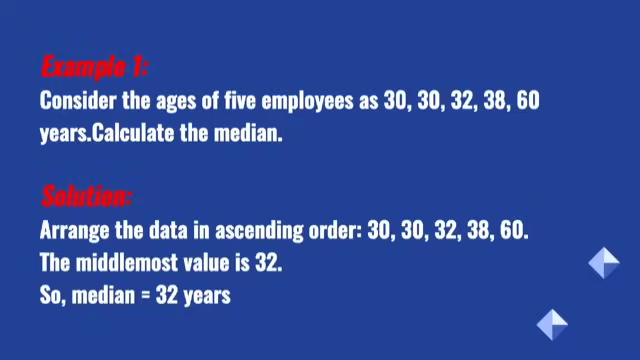 Example 1:
Consider the ages of five employees as 30, 30, 32, 38, 60
years.Calculate the median.
Solution:
Arrange the data in ascending order: 30, 30, 32, 38, 60.
The middlemost value is 32.
So, median = 32 years